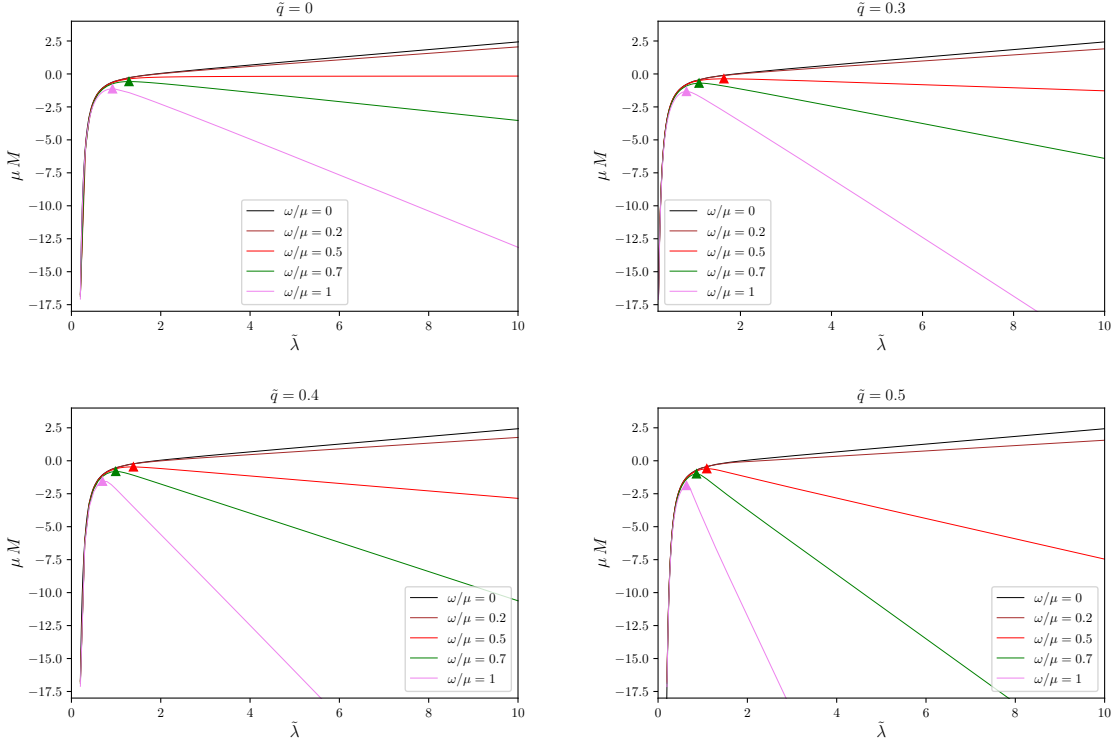 q̃ = 0
2.5
0.0
−2.5
−5.0
−7.5
−10.0
−12.5
−15.0
−17.5
μ M
ω/μ = 0
ω/μ = 0.2
ω/μ = 0.5
ω/μ = 0.7
ω/μ = 1
0 2 4 6 8 10
λ̃
q̃ = 0.3
2.5
0.0
−2.5
−5.0
−7.5
−10.0
−12.5
−15.0
−17.5
μ M
ω/μ = 0
ω/μ = 0.2
ω/μ = 0.5
ω/μ = 0.7
ω/μ = 1
2 4 6 8 10
λ̃
q̃ = 0.4
2.5
0.0
−2.5
−5.0
−7.5
−10.0
−12.5
−15.0
−17.5
μ M
ω/μ = 0
ω/μ = 0.2
ω/μ = 0.5
ω/μ = 0.7
ω/μ = 1
0 2 4 6 8 10
λ̃
q̃ = 0.5
2.5
0.0
−2.5
−5.0
−7.5
−10.0
−12.5
−15.0
−17.5
μ M
ω/μ = 0
ω/μ = 0.2
ω/μ = 0.5
ω/μ = 0.7
ω/μ = 1
0 2 4 6 8 10
λ̃